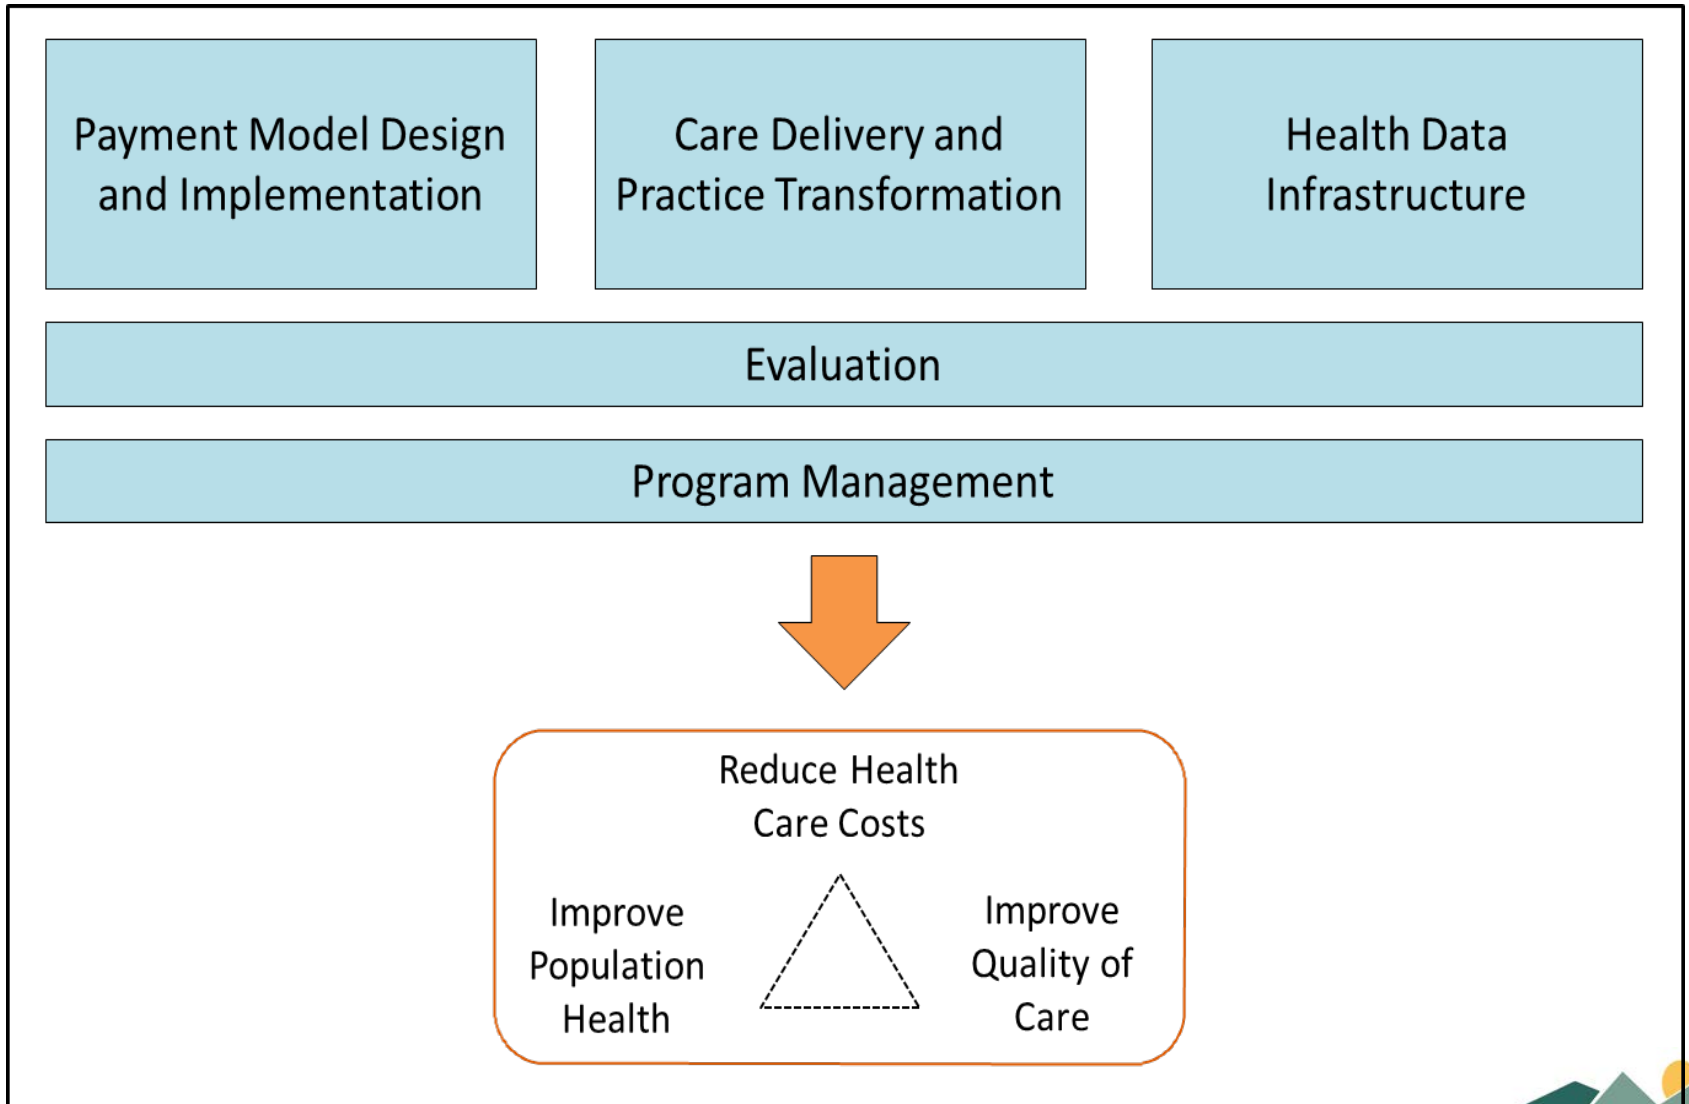 Payment Model Design
and Implementation
Care Delivery and
Practice Transformation
Health Data
Infrastructure
Evaluation
Program Management
Reduce Health
Care Costs
Improve
Population
Health
Improve
Quality of
Care